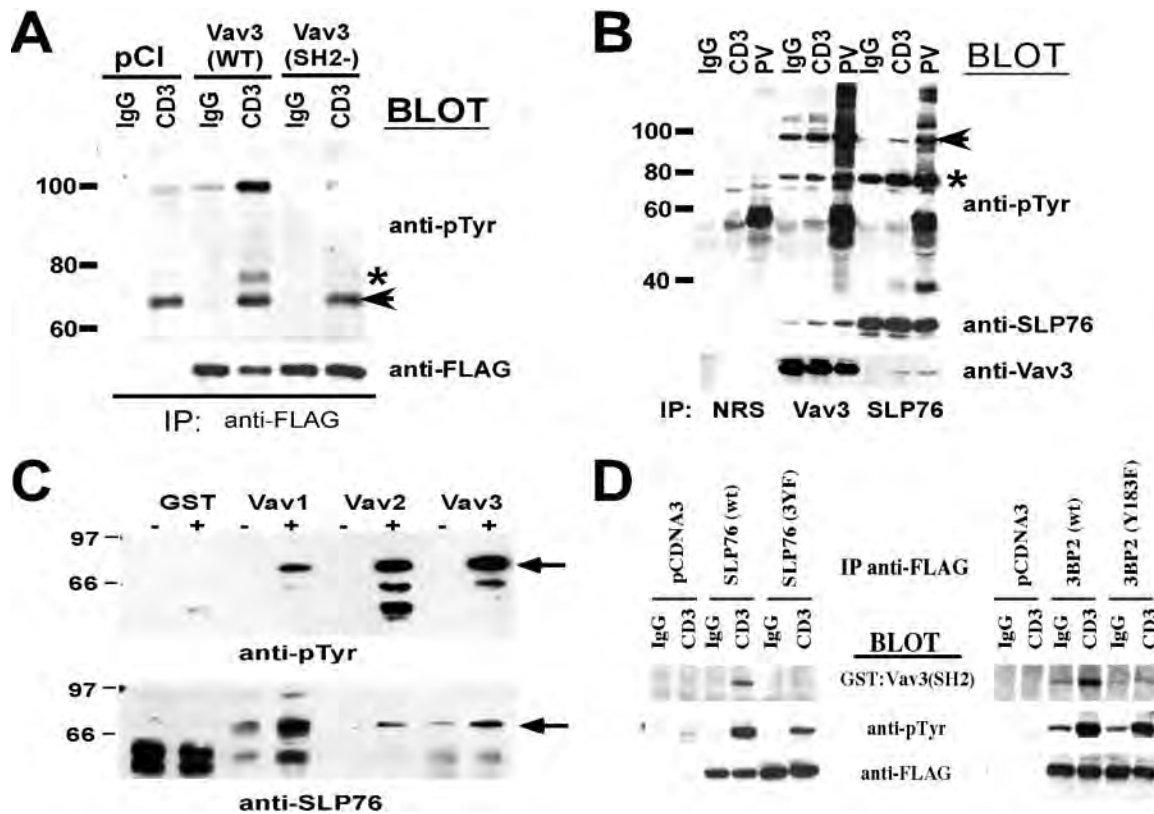 A
pCI
Vav3
(WT)
Vav3
(SH2-)
IgG
CD3
IgG
CD3
IgG
CD3
BLOT
100
80
60
anti-pTyr
*
anti-FLAG
IP: anti-FLAG
B
IgG
CD3
PV
IgG
CD3
PV
IgG
CD3
PV
BLOT
100
80
60
40
*
anti-pTyr
anti-SLP76
anti-Vav3
IP: NRS Vav3 SLP76
C
GST Vav1 Vav2 Vav3
- + - + - + - +
97
66
anti-pTyr
97
66
anti-SLP76
D
pCDNA3
SLP76 (wt)
SLP76 (3YF)
IP anti-FLAG
pCDNA3
3BP2 (wt)
3BP2 (Y183F)
IgG
CD3
IgG
CD3
IgG
CD3
BLOT
IgG
CD3
IgG
CD3
IgG
CD3
GST:Vav3(SH2)
anti-pTyr
anti-FLAG